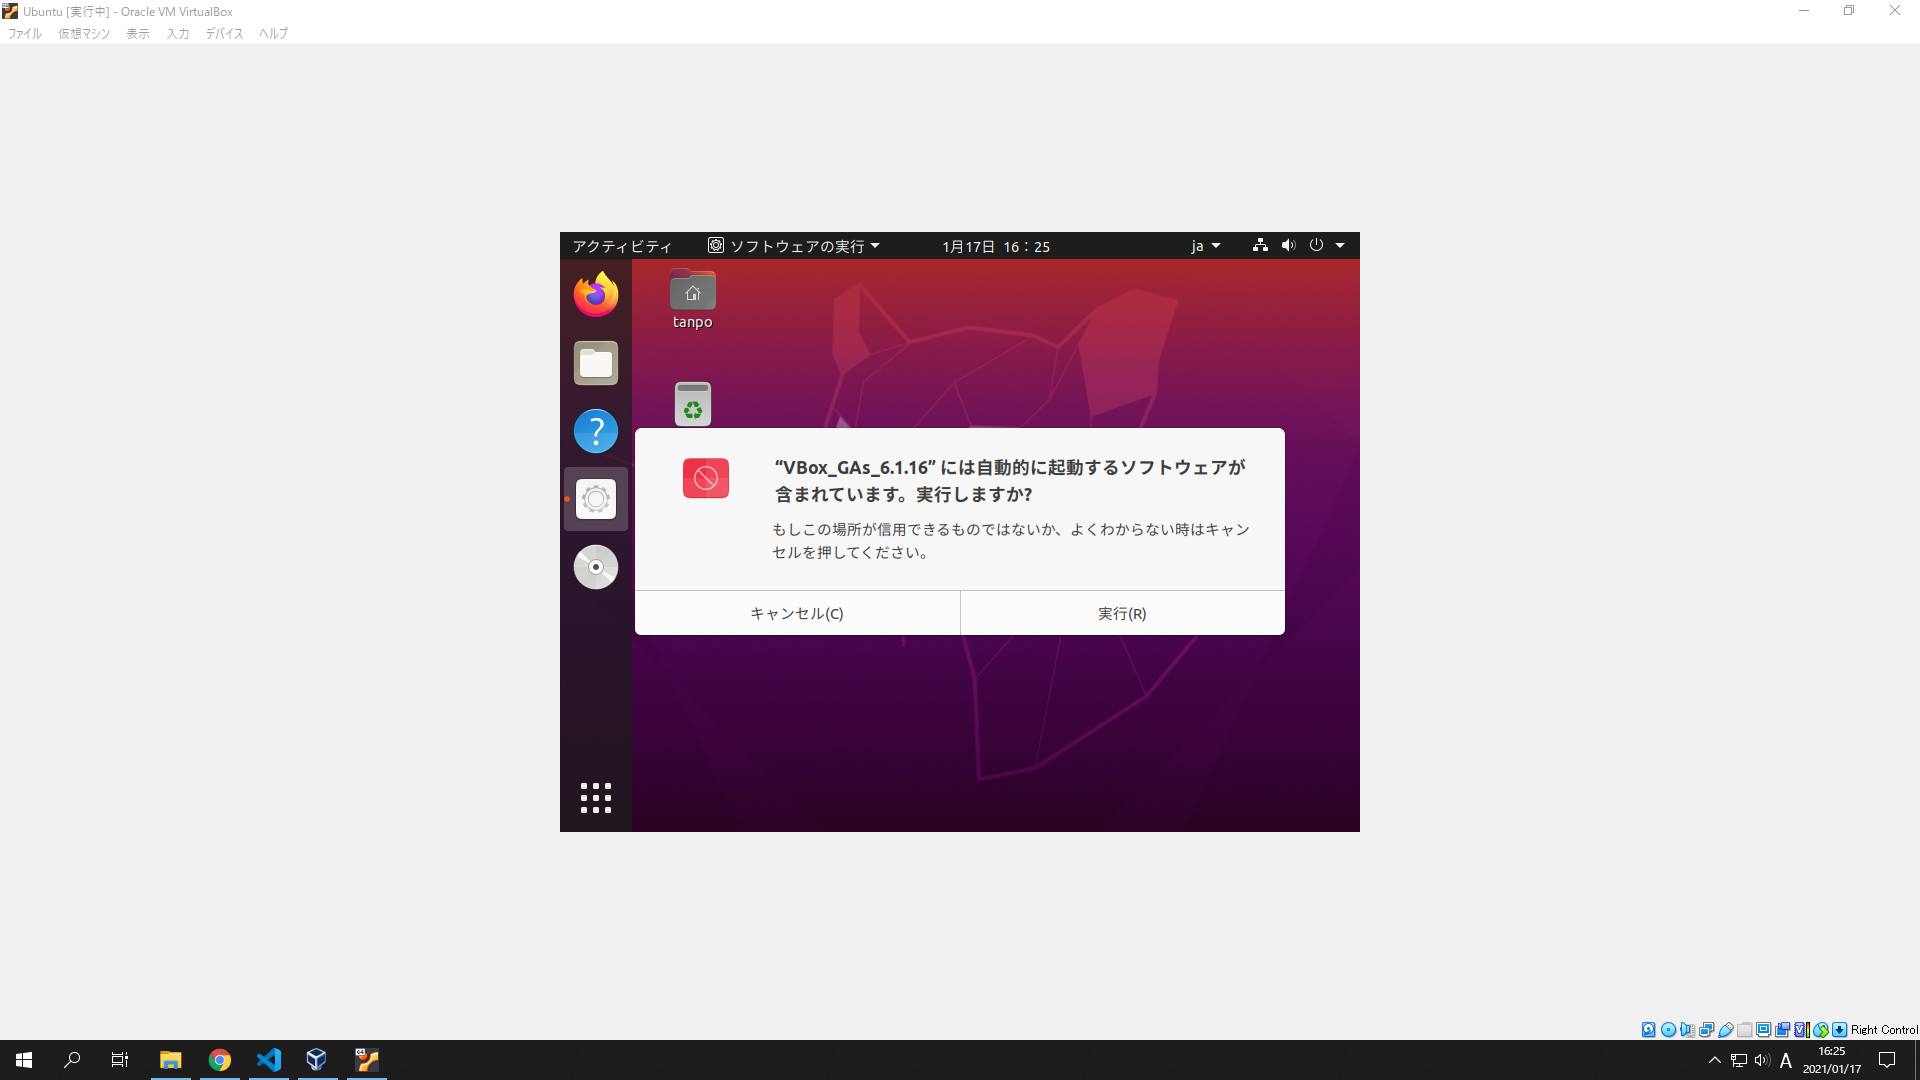 Ubuntu [実行中] - Oracle VM VirtualBox
ファイル 仮想マシン 表示 入力 デバイス ヘルプ
アクティビティ ソフトウェアの実行 1月17日 16：25 ja
tanpo
“VBox_GAs_6.1.16” には自動的に起動するソフトウェアが
含まれています。実行しますか?
もしこの場所が信用できるものではないか、よくわからない時はキャン
セルを押してください。
キャンセル(C) 実行(R)
Right Control
A
16:25
2021/01/17